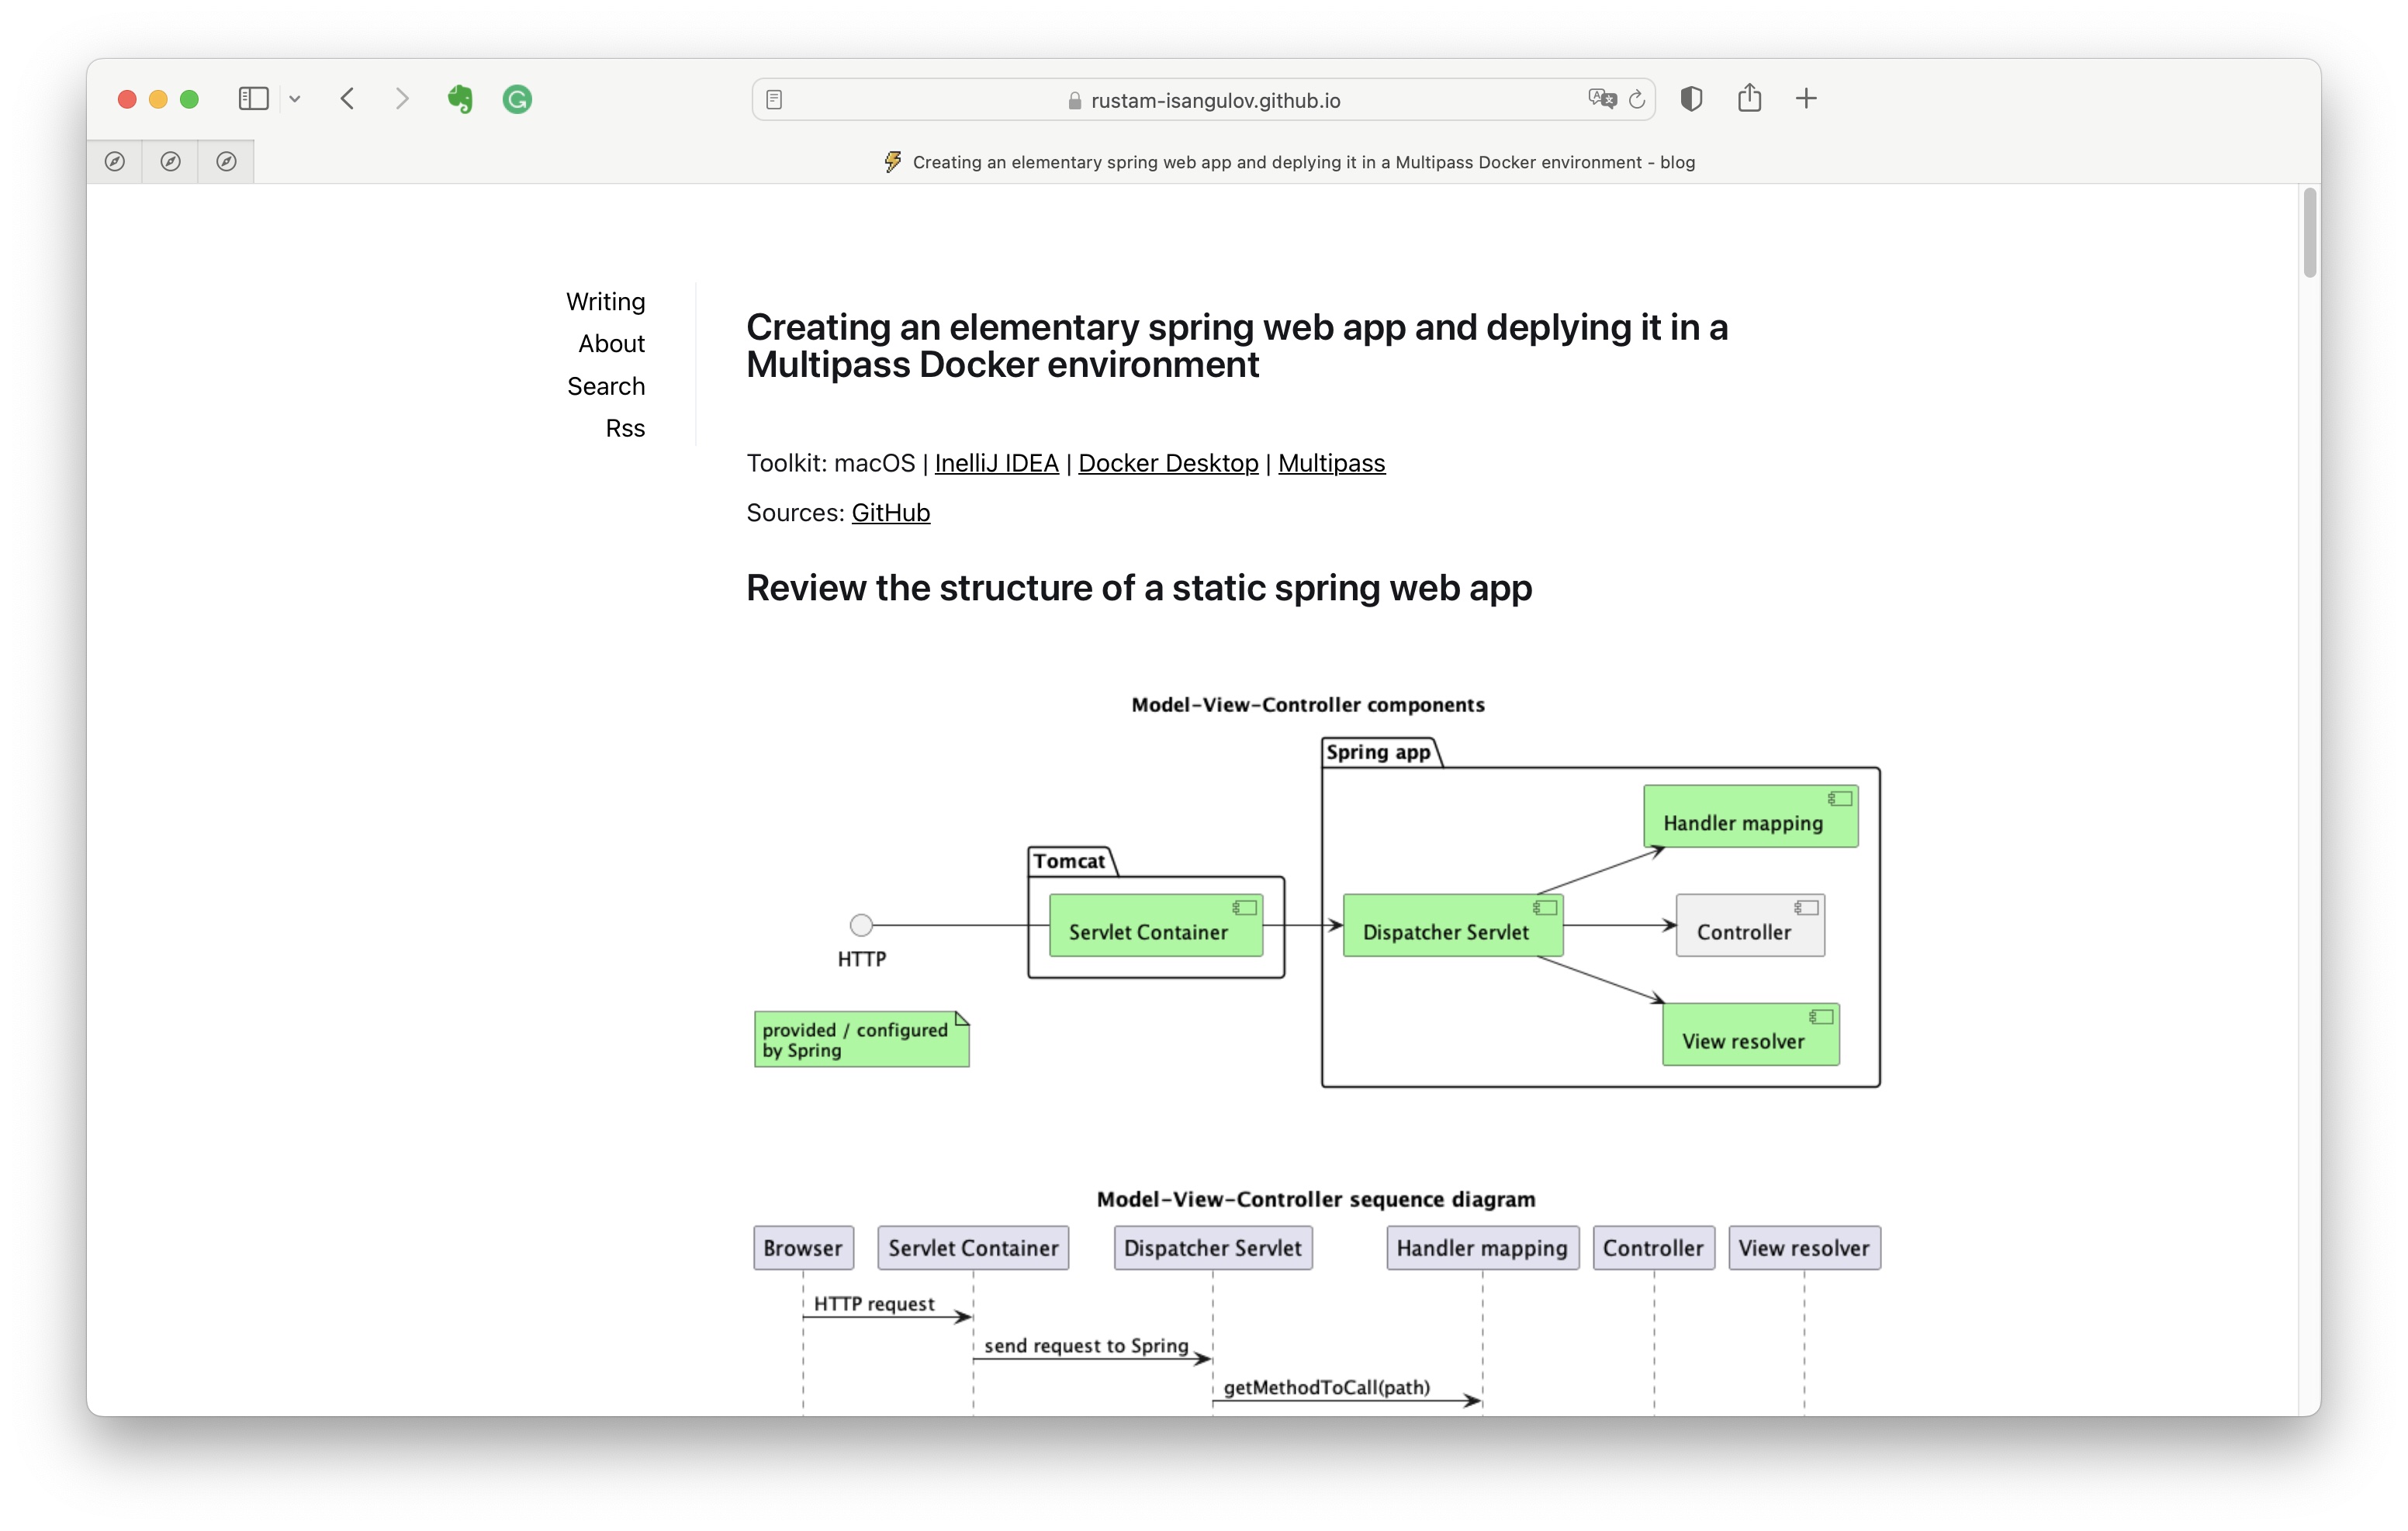 rustam-isangulov.github.io
⚡ Creating an elementary spring web app and deplying it in a Multipass Docker environment - blog
Writing
About
Search
Rss
Creating an elementary spring web app and deplying it in a
Multipass Docker environment
Toolkit: macOS | InelliJ IDEA | Docker Desktop | Multipass
Sources: GitHub
Review the structure of a static spring web app
Model-View-Controller components
Spring app
Handler mapping
Tomcat
Servlet Container
Dispatcher Servlet
Controller
HTTP
View resolver
provided / configured
by Spring
Model-View-Controller sequence diagram
Browser
Servlet Container
Dispatcher Servlet
Handler mapping
Controller
View resolver
HTTP request
send request to Spring
getMethodToCall(path)